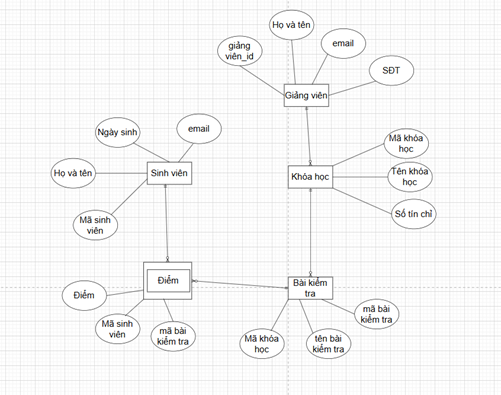 Họ và tên
giảng
viên_id
email
SĐT
Giảng viên
Ngày sinh
email
Mã khóa
học
Họ và tên
Sinh viên
Khóa học
Tên khóa
học
Mã sinh
viên
Số tín chỉ
Điểm
Bài kiểm
tra
Điểm
Mã sinh
viên
mã bài
kiểm tra
Mã khóa
học
tên bài
kiểm tra
mã bài
kiểm tra